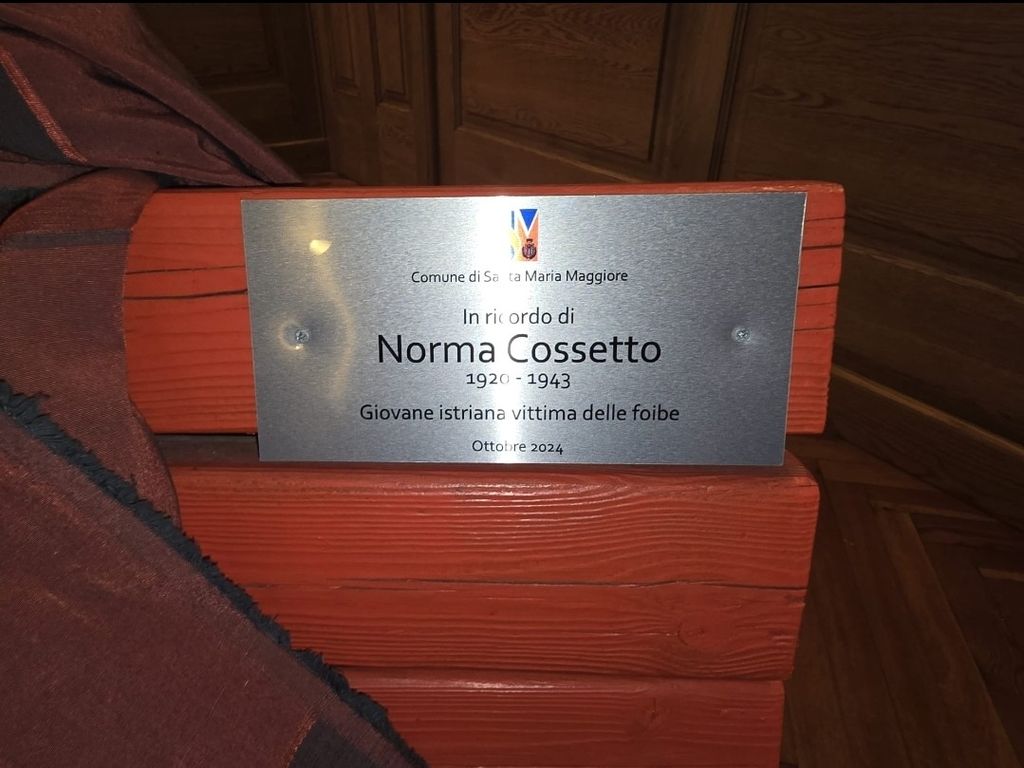 Comune di Santa Maria Maggiore
In ricordo di
Norma Cossetto
1920 - 1943
Giovane istriana vittima delle foibe
Ottobre 2024